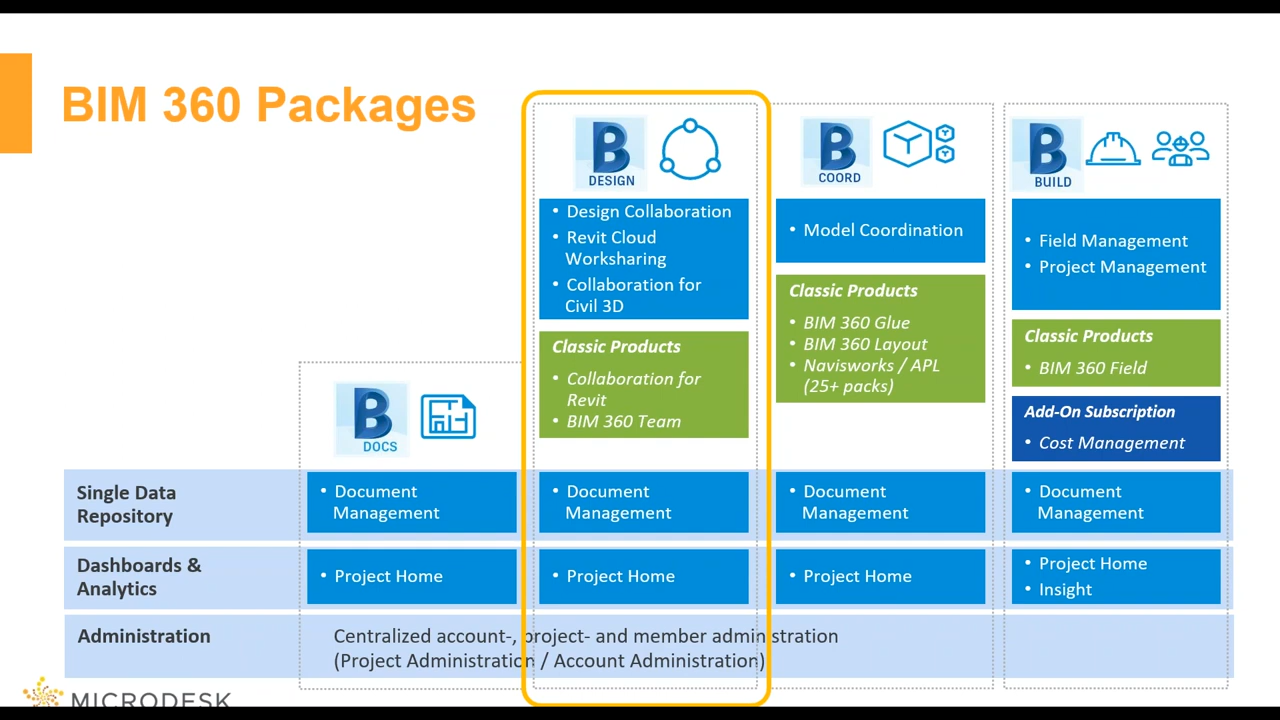 BIM 360 Packages
B
DESIGN
• Design Collaboration
• Revit Cloud
Worksharing
• Collaboration for
Civil 3D
Classic Products
• Collaboration for
Revit
• BIM 360 Team
B
COORD
• Model Coordination
Classic Products
• BIM 360 Glue
• BIM 360 Layout
• Navisworks / APL
(25+ packs)
B
BUILD
• Field Management
• Project Management
Classic Products
• BIM 360 Field
Add-On Subscription
• Cost Management
B
DOCS
Single Data
Repository
• Document
Management
• Document
Management
• Document
Management
• Document
Management
Dashboards &
Analytics
• Project Home
• Project Home
• Project Home
• Project Home
• Insight
Administration
Centralized account-, project- and member administration
(Project Administration / Account Administration)
MICRODESK